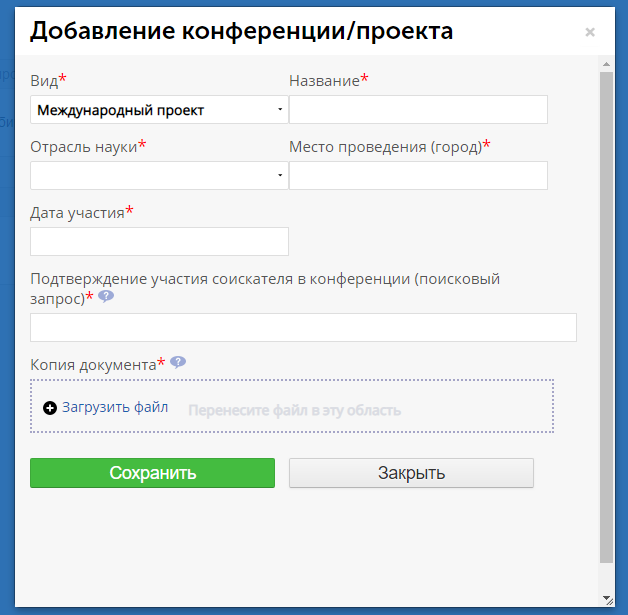 Добавление конференции/проекта
×
Вид* Название*
Международный проект
Отрасль науки* Место проведения (город)*
Дата участия*
Подтверждение участия соискателя в конференции (поисковый
запрос)* ?
Копия документа* ?
Загрузить файл Перенесите файл в эту область
Сохранить Закрыть